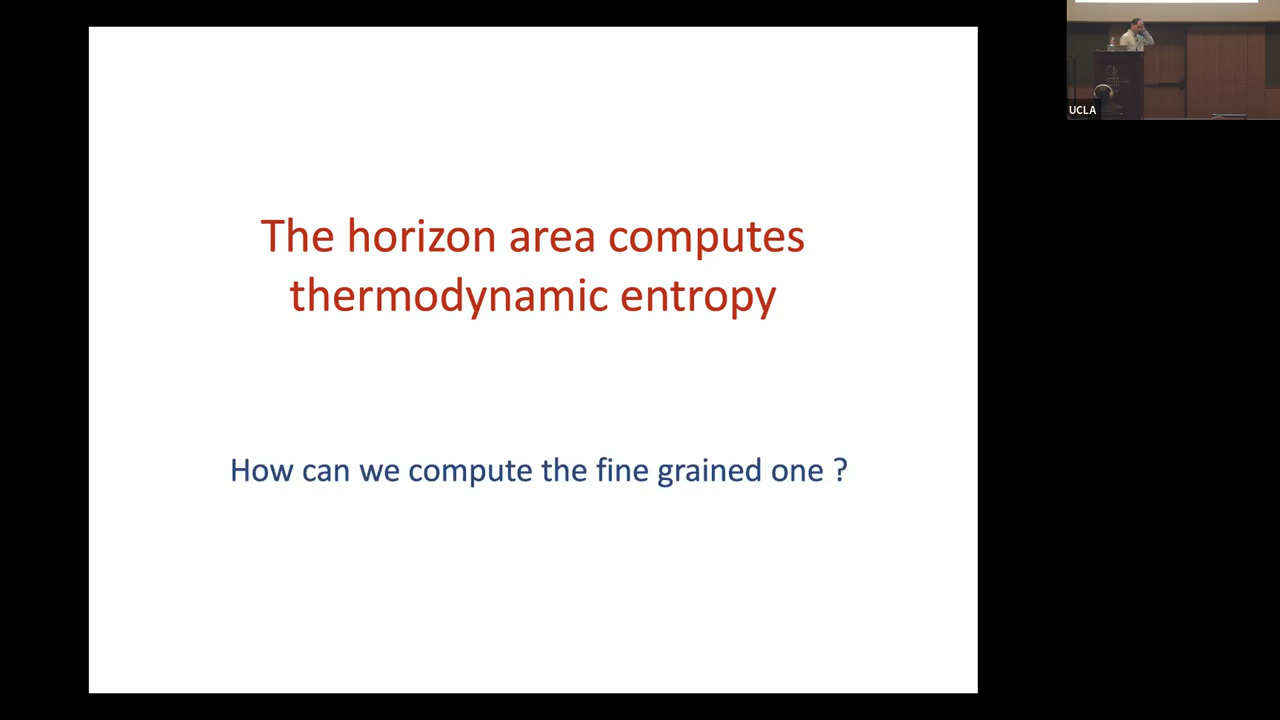 The horizon area computes
thermodynamic entropy
How can we compute the fine grained one ?
UCLA